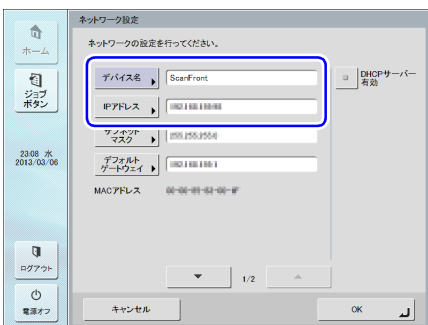 ネットワーク設定
ホーム
ネットワークの設定を行ってください。
デバイス名
ScanFront
DHCPサーバー
有効
ジョブ
ボタン
IPアドレス
サブネット
マスク
23:08 水
2013/03/06
デフォルト
ゲートウェイ
MACアドレス
ログアウト
1/2
電源オフ
キャンセル
OK